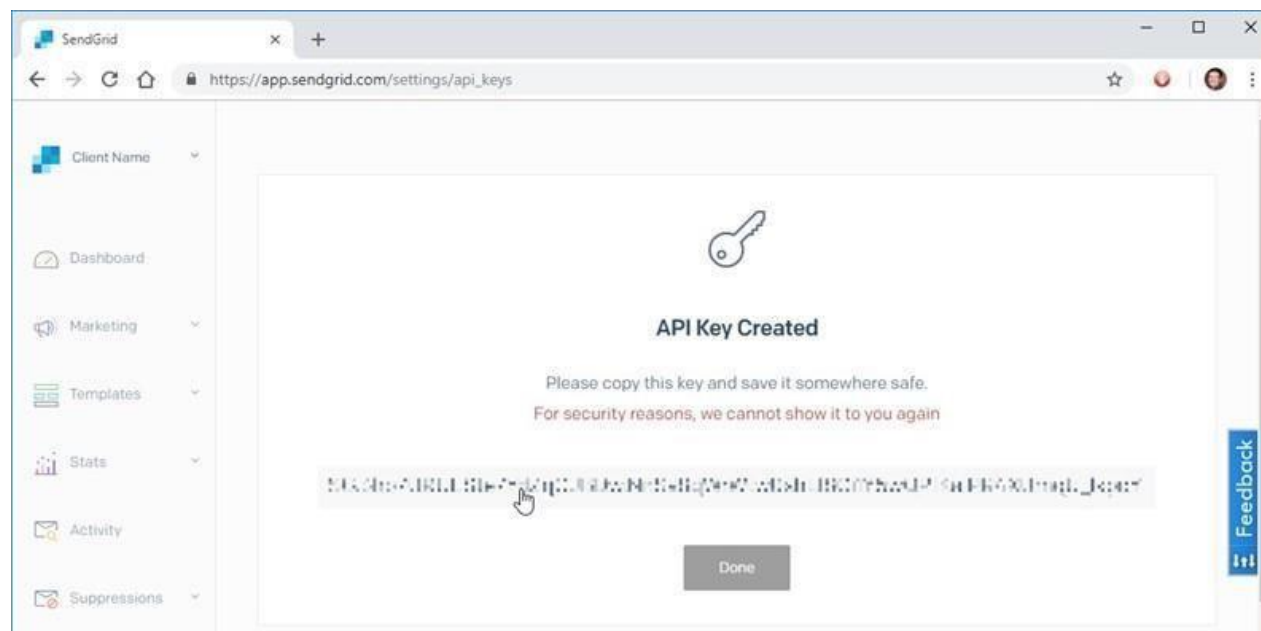 SendGrid
https://app.sendgrid.com/settings/api_keys
Client Name
Dashboard
Marketing
Templates
Stats
Activity
Suppressions
API Key Created
Please copy this key and save it somewhere safe.
For security reasons, we cannot show it to you again
Done
Feedback